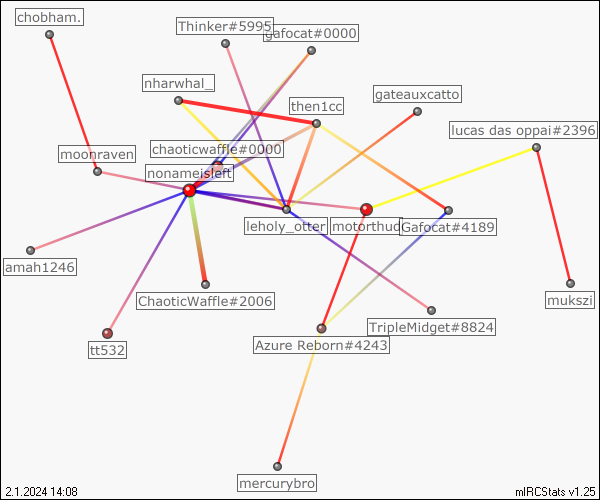 chobham.
Thinker#5995
gafocat#0000
nharwhal_
gateauxcatto
then1cc
lucas das oppai#2396
chaoticwaffle#0000
moonraven
nonameisleft
leholy_otter
motorthud
Gafocat#4189
amah1246
ChaoticWaffle#2006
mukszi
TripleMidget#8824
tt532
Azure Reborn#4243
mercurybro
2.1.2024 14:08
mIRCStats v1.25